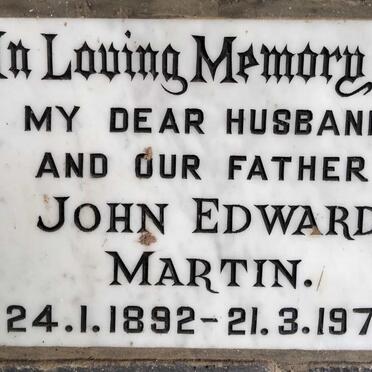 In Loving Memory
MY DEAR HUSBAN
AND OUR FATHER
JOHN EDWARD
MARTIN.
24.1.1892-21.3.197